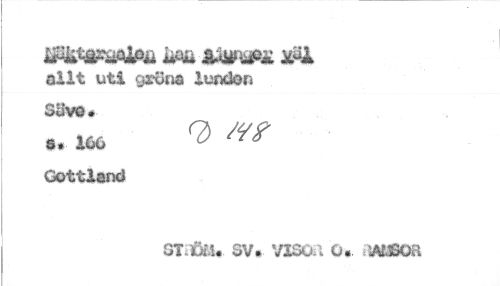 Näktergalen han sjunger väl
allt uti gröna lunden
Säve.
s. 166
D 148
Gottland
STRÖM. SV. VISOR O. RAMSOR